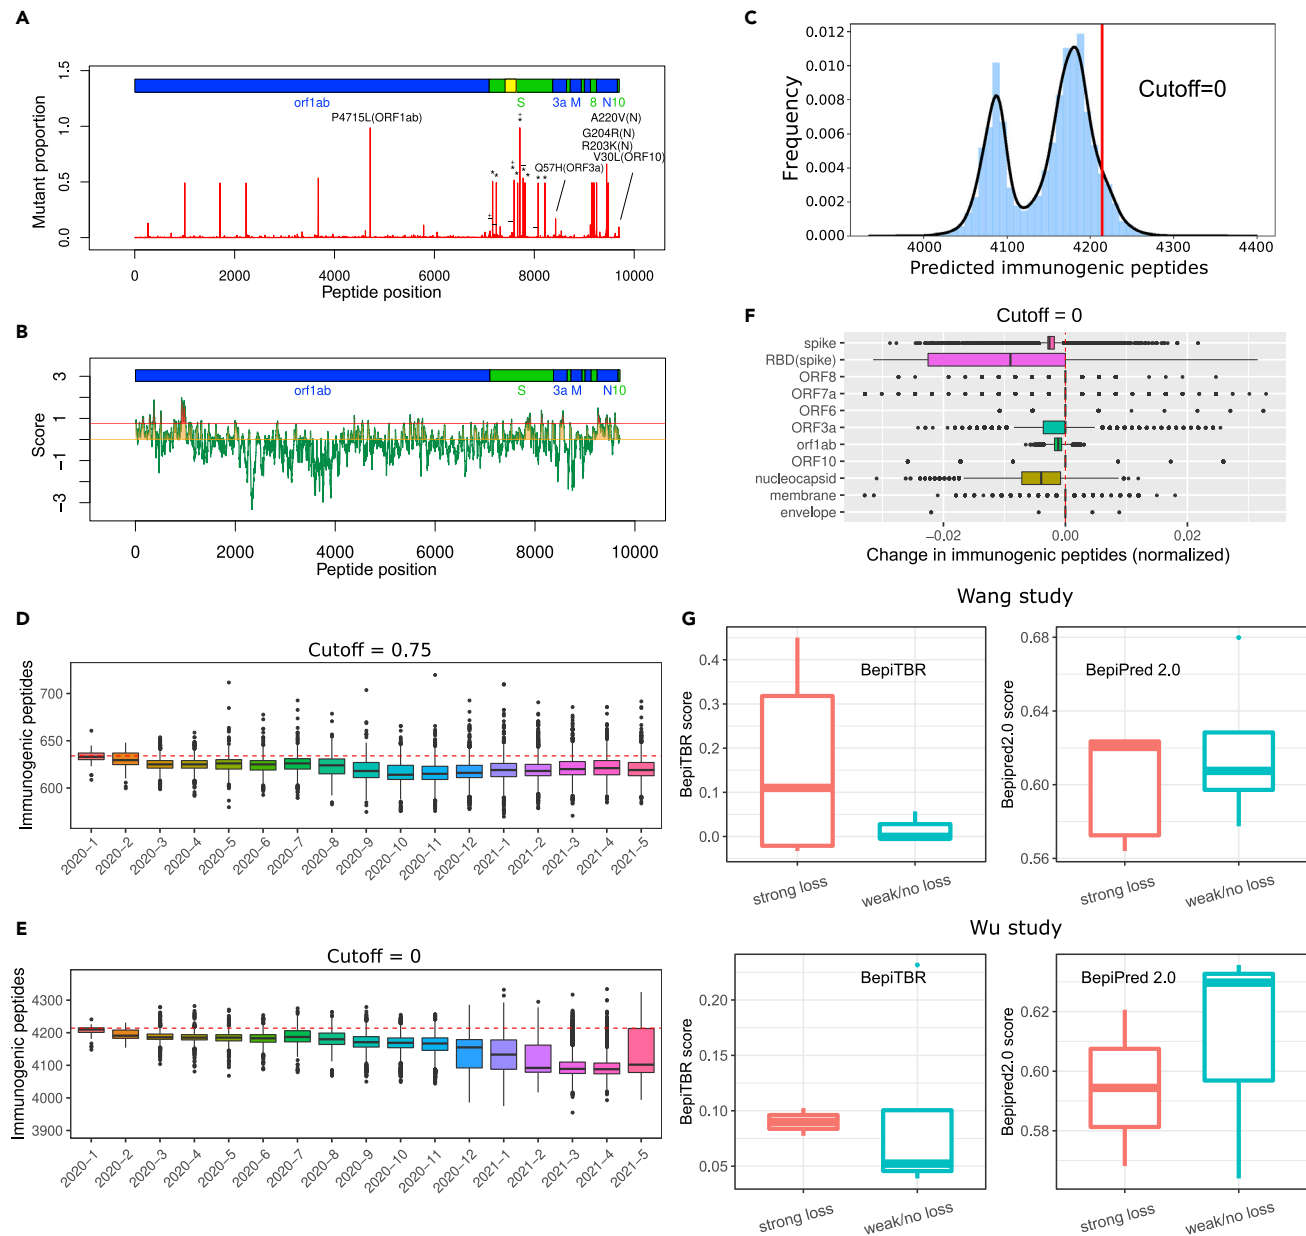 A
1.5
1.0
0.5
0.0
Mutant proportion
orf1ab
S
3a M
8
N10
P4715L(ORF1ab)
A220V(N)
G204R(N)
R203K(N)
V30L(ORF10)
Q57H(ORF3a)
0
2000
4000
6000
8000
10000
Peptide position
B
3
1
−1
−3
Score
orf1ab
S
3a M
N10
0
2000
4000
6000
8000
10000
Peptide position
C
0.012
0.010
0.008
0.006
0.004
0.002
0.000
Frequency
Cutoff=0
4000
4100
4200
4300
4400
Predicted immunogenic peptides
F
Cutoff = 0
spike
RBD(spike)
ORF8
ORF7a
ORF6
ORF3a
orf1ab
ORF10
nucleocapsid
membrane
envelope
−0.02
0.00
0.02
Change in immunogenic peptides (normalized)
D
Cutoff = 0.75
700
650
600
Immunogenic peptides
2020−1
2020−2
2020−3
2020−4
2020−5
2020−6
2020−7
2020−8
2020−9
2020−10
2020−11
2020−12
2021−1
2021−2
2021−3
2021−4
2021−5
E
Cutoff = 0
4300
4200
4100
4000
3900
Immunogenic peptides
2020−1
2020−2
2020−3
2020−4
2020−5
2020−6
2020−7
2020−8
2020−9
2020−10
2020−11
2020−12
2021−1
2021−2
2021−3
2021−4
2021−5
G
Wang study
0.4
0.3
0.2
0.1
0.0
BepiTBR score
BepiTBR
strong loss
weak/no loss
0.68
0.64
0.60
0.56
Bepipred2.0 score
BepiPred 2.0
strong loss
weak/no loss
Wu study
0.20
0.15
0.10
0.05
BepiTBR score
BepiTBR
strong loss
weak/no loss
0.62
0.60
0.58
Bepipred2.0 score
BepiPred 2.0
strong loss
weak/no loss